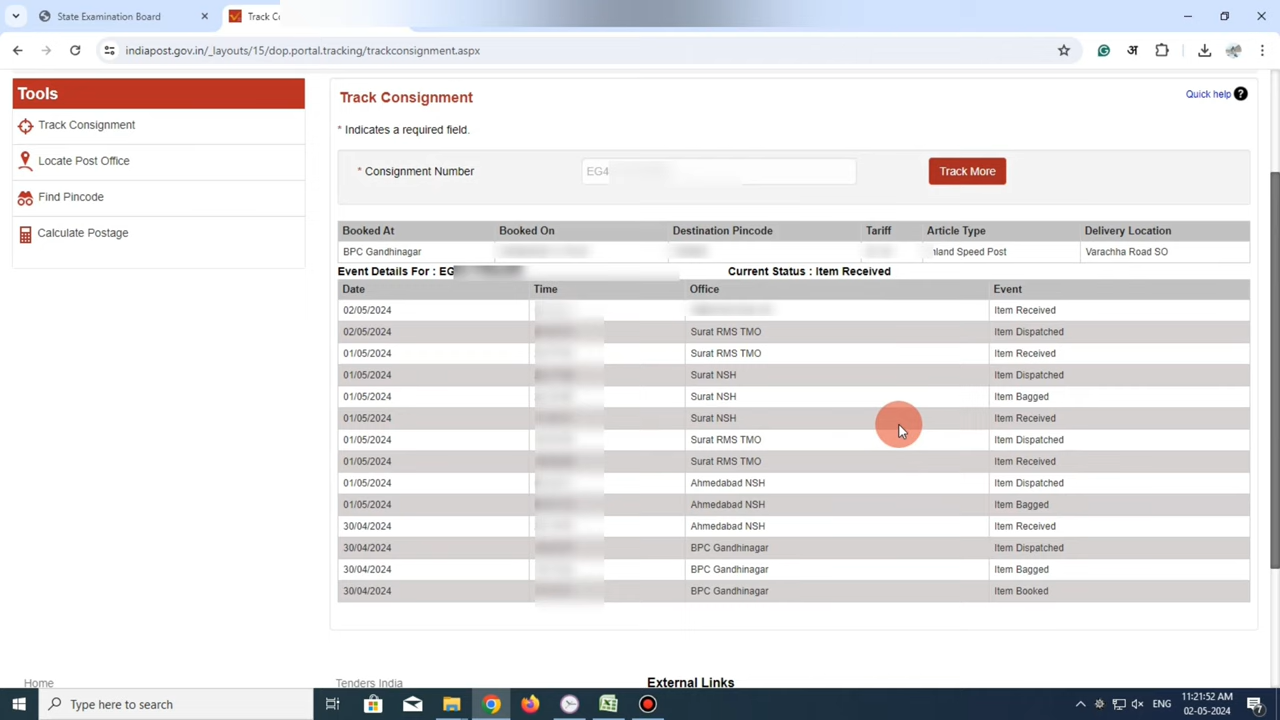 State Examination Board
Track Co
indiapost.gov.in/_layouts/15/dop.portal.tracking/trackconsignment.aspx
अ
Tools
Track Consignment
Locate Post Office
Find Pincode
Calculate Postage
Track Consignment
Quick help ?
* Indicates a required field.
* Consignment Number EG4 Track More
Booked At Booked On Destination Pincode Tariff Article Type Delivery Location
BPC Gandhinagar nland Speed Post Varachha Road SO
Event Details For : EG Current Status : Item Received
Date Time Office Event
02/05/2024 Item Received
02/05/2024 Surat RMS TMO Item Dispatched
01/05/2024 Surat RMS TMO Item Received
01/05/2024 Surat NSH Item Dispatched
01/05/2024 Surat NSH Item Bagged
01/05/2024 Surat NSH Item Received
01/05/2024 Surat RMS TMO Item Dispatched
01/05/2024 Surat RMS TMO Item Received
01/05/2024 Ahmedabad NSH Item Dispatched
01/05/2024 Ahmedabad NSH Item Bagged
30/04/2024 Ahmedabad NSH Item Received
30/04/2024 BPC Gandhinagar Item Dispatched
30/04/2024 BPC Gandhinagar Item Bagged
30/04/2024 BPC Gandhinagar Item Booked
Home Tenders India External Links
Type here to search
ENG
11:21:52 AM
02-05-2024
7